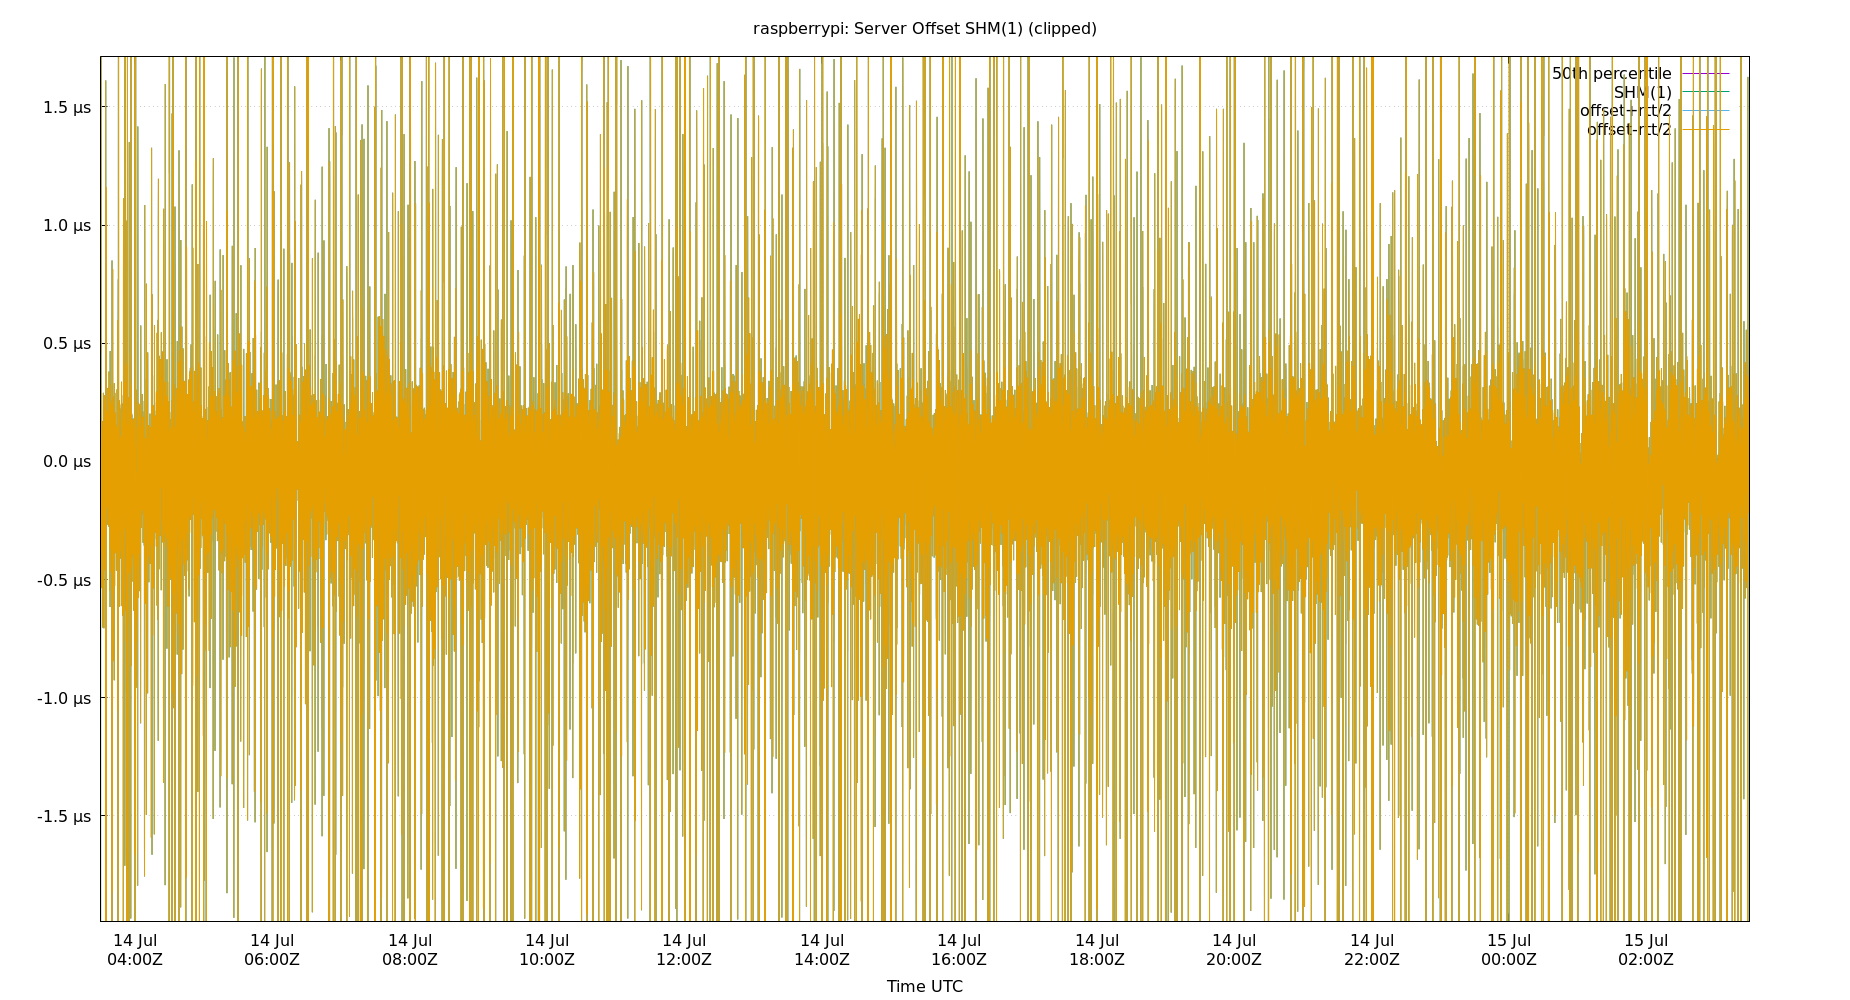 raspberrypi: Server Offset SHM(1) (clipped)
50th percentile
SHM(1)
offset+rtt/2
offset-rtt/2
1.5 µs
1.0 µs
0.5 µs
0.0 µs
-0.5 µs
-1.0 µs
-1.5 µs
14 Jul 14 Jul 14 Jul 14 Jul 14 Jul 14 Jul 14 Jul 14 Jul 14 Jul 14 Jul 15 Jul 15 Jul
04:00Z 06:00Z 08:00Z 10:00Z 12:00Z 14:00Z 16:00Z 18:00Z 20:00Z 22:00Z 00:00Z 02:00Z
Time UTC